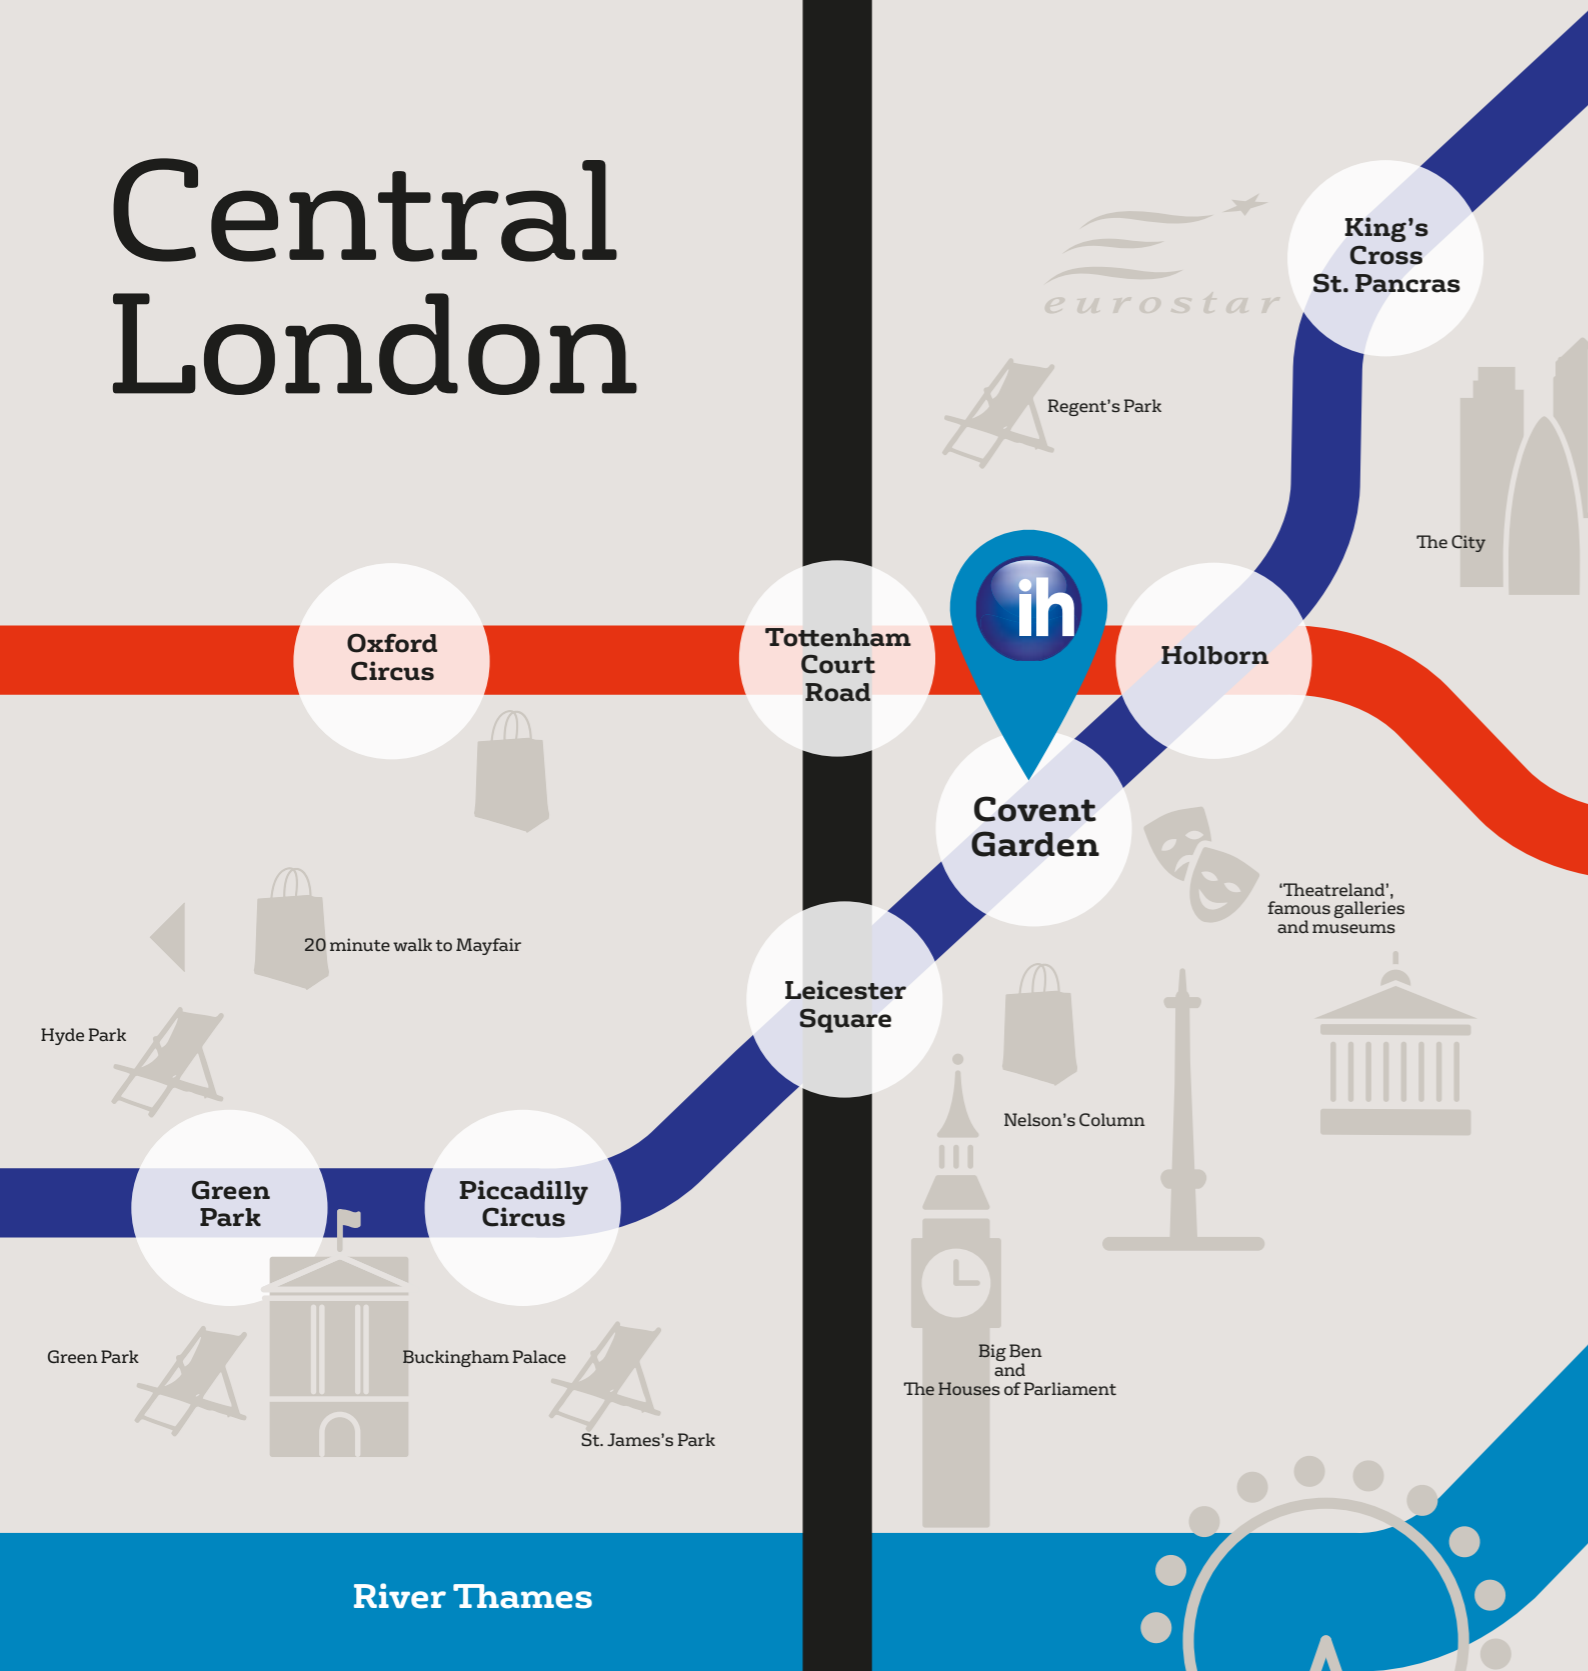 Central
London
eurostar
King's
Cross
St. Pancras
Regent's Park
The City
ih
Oxford
Circus
Tottenham
Court
Road
Holborn
Covent
Garden
'Theatreland',
famous galleries
and museums
20 minute walk to Mayfair
Leicester
Square
Hyde Park
Nelson's Column
Green
Park
Piccadilly
Circus
Green Park
Buckingham Palace
St. James's Park
Big Ben
and
The Houses of Parliament
River Thames